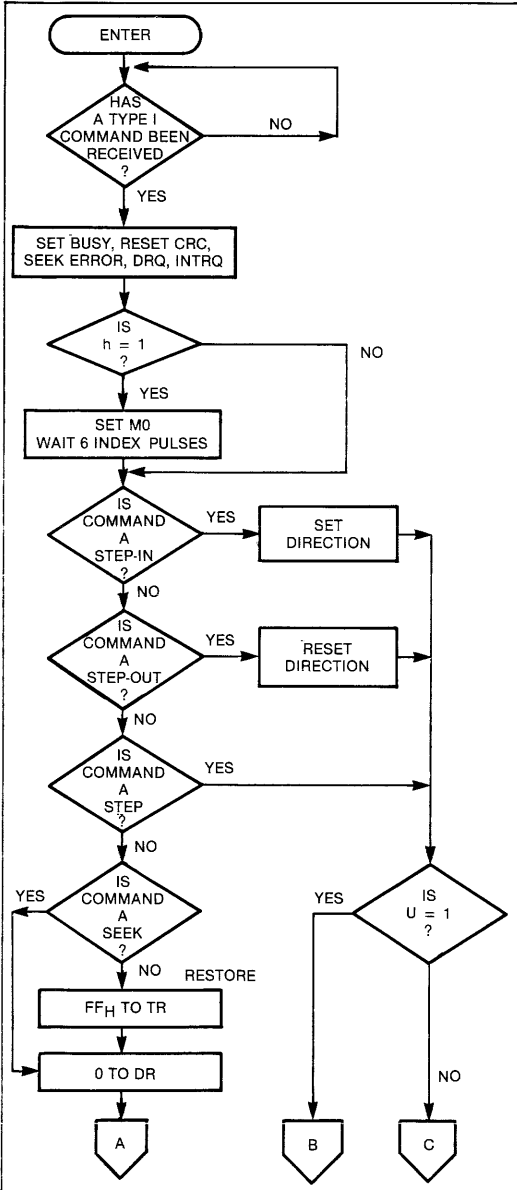 ENTER
HAS
A TYPE I
COMMAND BEEN
RECEIVED
?
NO
YES
SET BUSY, RESET CRC,
SEEK ERROR, DRQ, INTRQ
IS
h = 1
?
NO
YES
SET M0
WAIT 6 INDEX PULSES
IS
COMMAND
A
STEP-IN
?
YES
SET
DIRECTION
NO
IS
COMMAND
A
STEP-OUT
?
YES
RESET
DIRECTION
NO
IS
COMMAND
A
STEP
?
YES
NO
IS
COMMAND
A
SEEK
?
YES
IS
U = 1
?
YES
NO
RESTORE
FFH TO TR
0 TO DR
NO
A
B
C